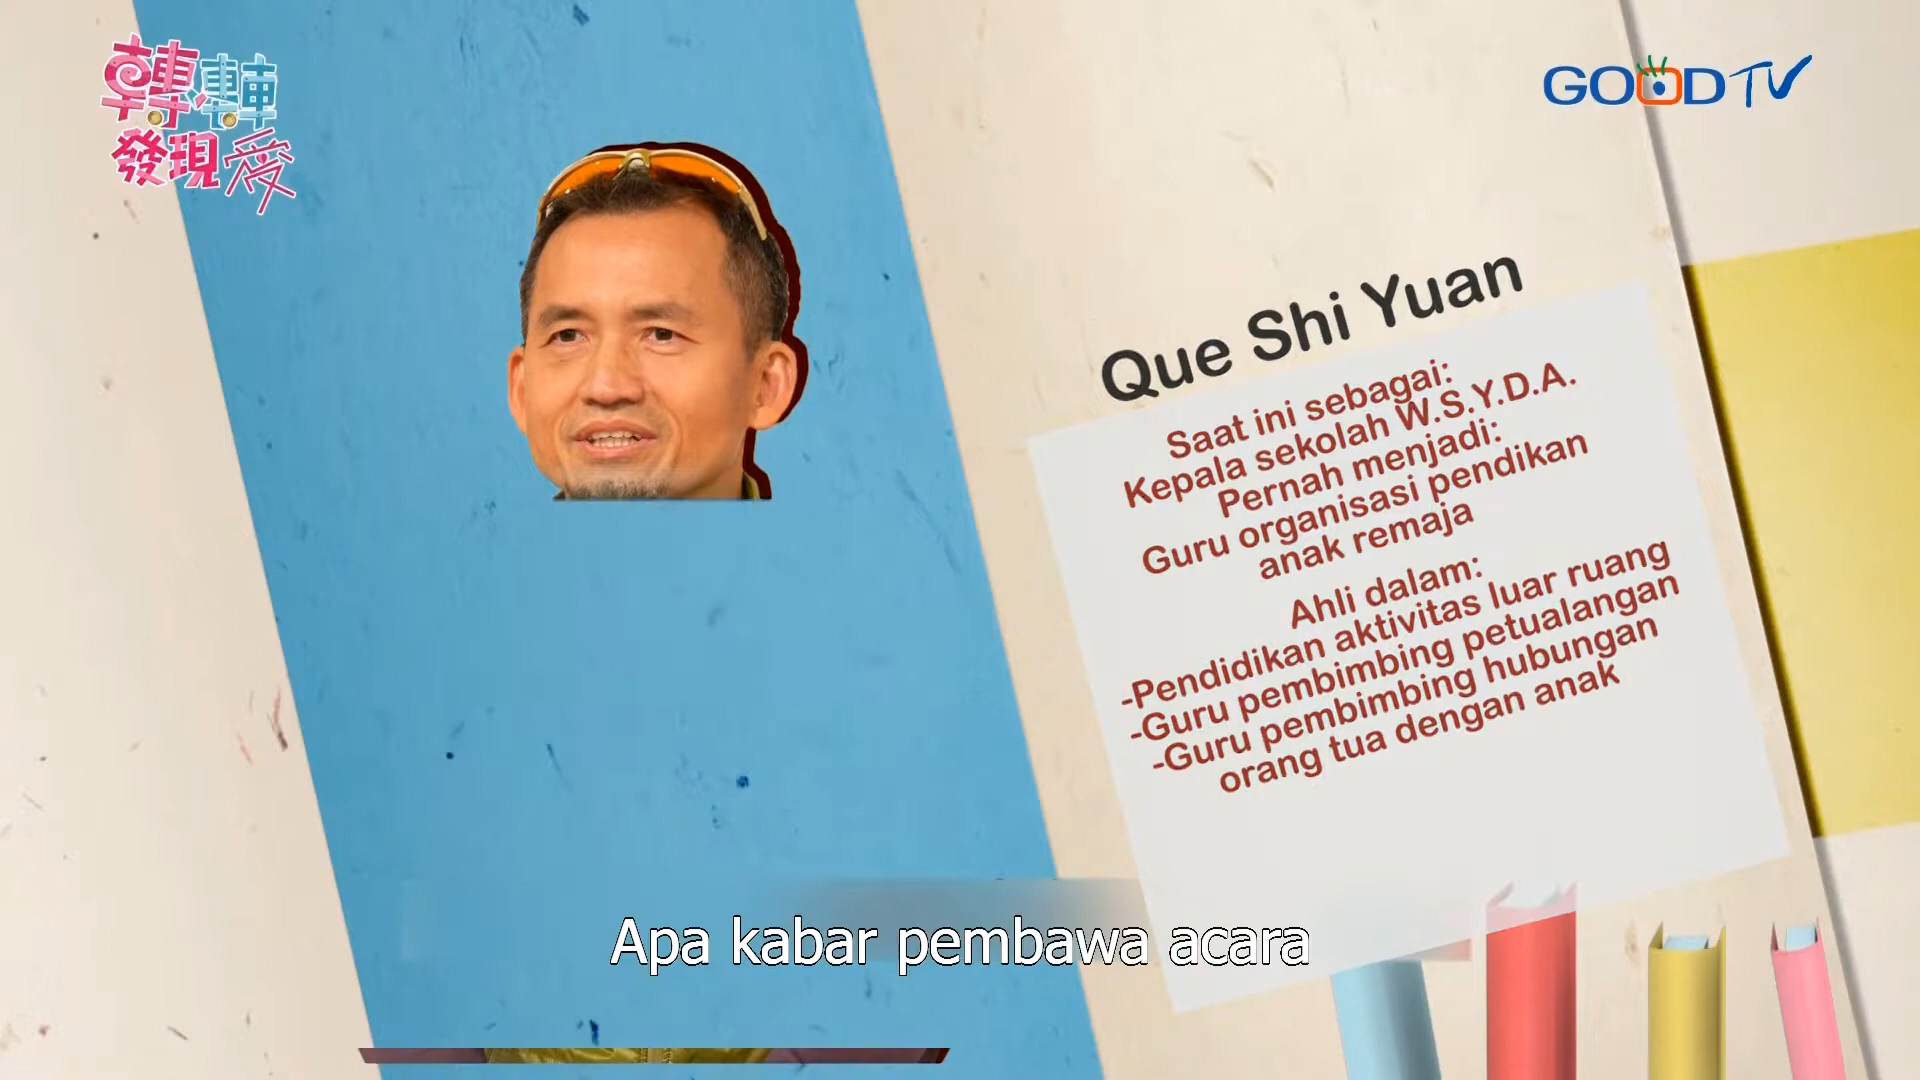 轉轉
發現愛
GOOD TV
Que Shi Yuan
Saat ini sebagai:
Kepala sekolah W.S.Y.D.A.
Pernah menjadi:
Guru organisasi pendikan
anak remaja
Ahli dalam:
-Pendidikan aktivitas luar ruang
-Guru pembimbing petualangan
-Guru pembimbing hubungan
orang tua dengan anak
Apa kabar pembawa acara